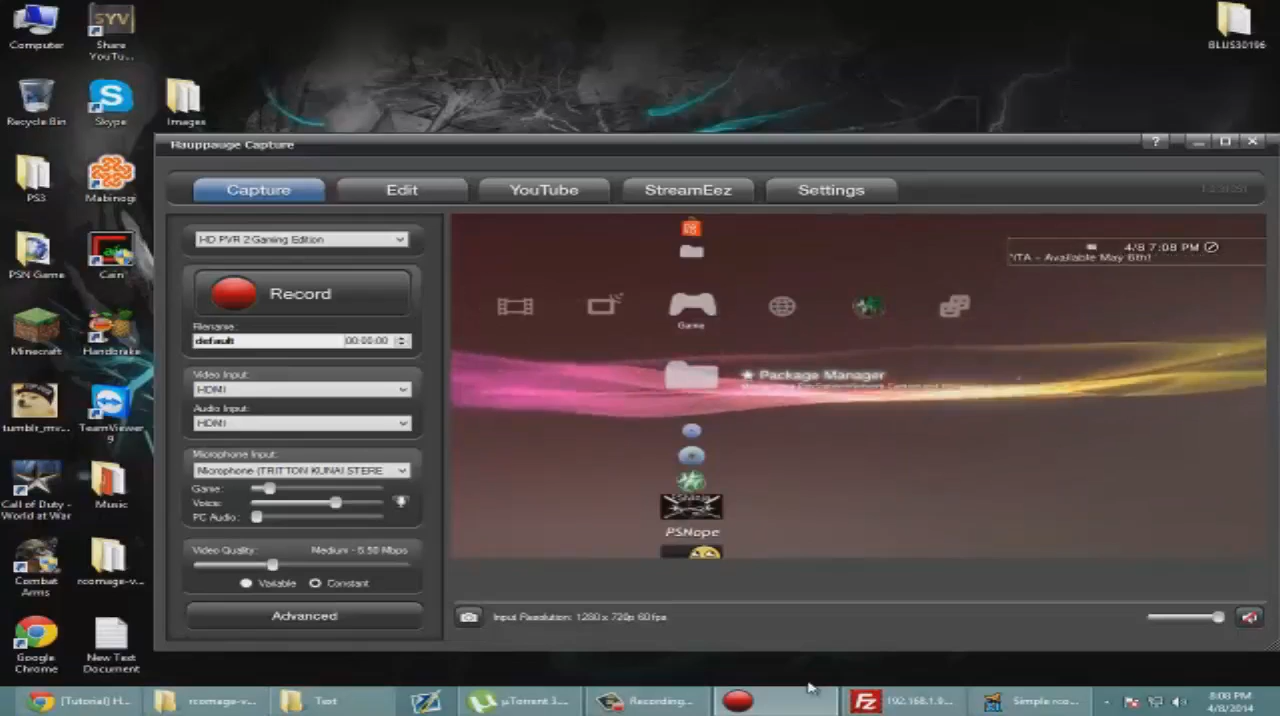 Computer
Share
YouTu...
BLUS30196
SYV
Recycle Bin
Skype
Images
PS3
Mabinogi
PSN Game
Cain
Minecraft
Handbrake
tumblr_mv...
TeamViewer
9
Call of Duty -
World at War
Music
Combat
Arms
rcomage-v...
Google
Chrome
New Text
Document
Hauppauge Capture
?
Capture
Edit
YouTube
StreamEez
Settings
HD PVR 2 Gaming Edition
Record
Filename:
default
00:00:00
Video Input:
HDMI
Audio Input:
HDMI
Microphone Input:
Microphone (TRITTON KUNAI STERE
Game:
Voice:
PC Audio:
Video Quality:
Medium - 5.50 Mbps
Variable
Constant
Advanced
4/8 7:08 PM
- Available May 6th!
Game
★ Package Manager
PSNope
Input Resolution: 1280 x 720p 60 fps
[Tutorial] H...
rcomage-v...
Test
µTorrent 3....
Recording...
192.168.1.9...
Simple rco...
8:08 PM
4/8/2014